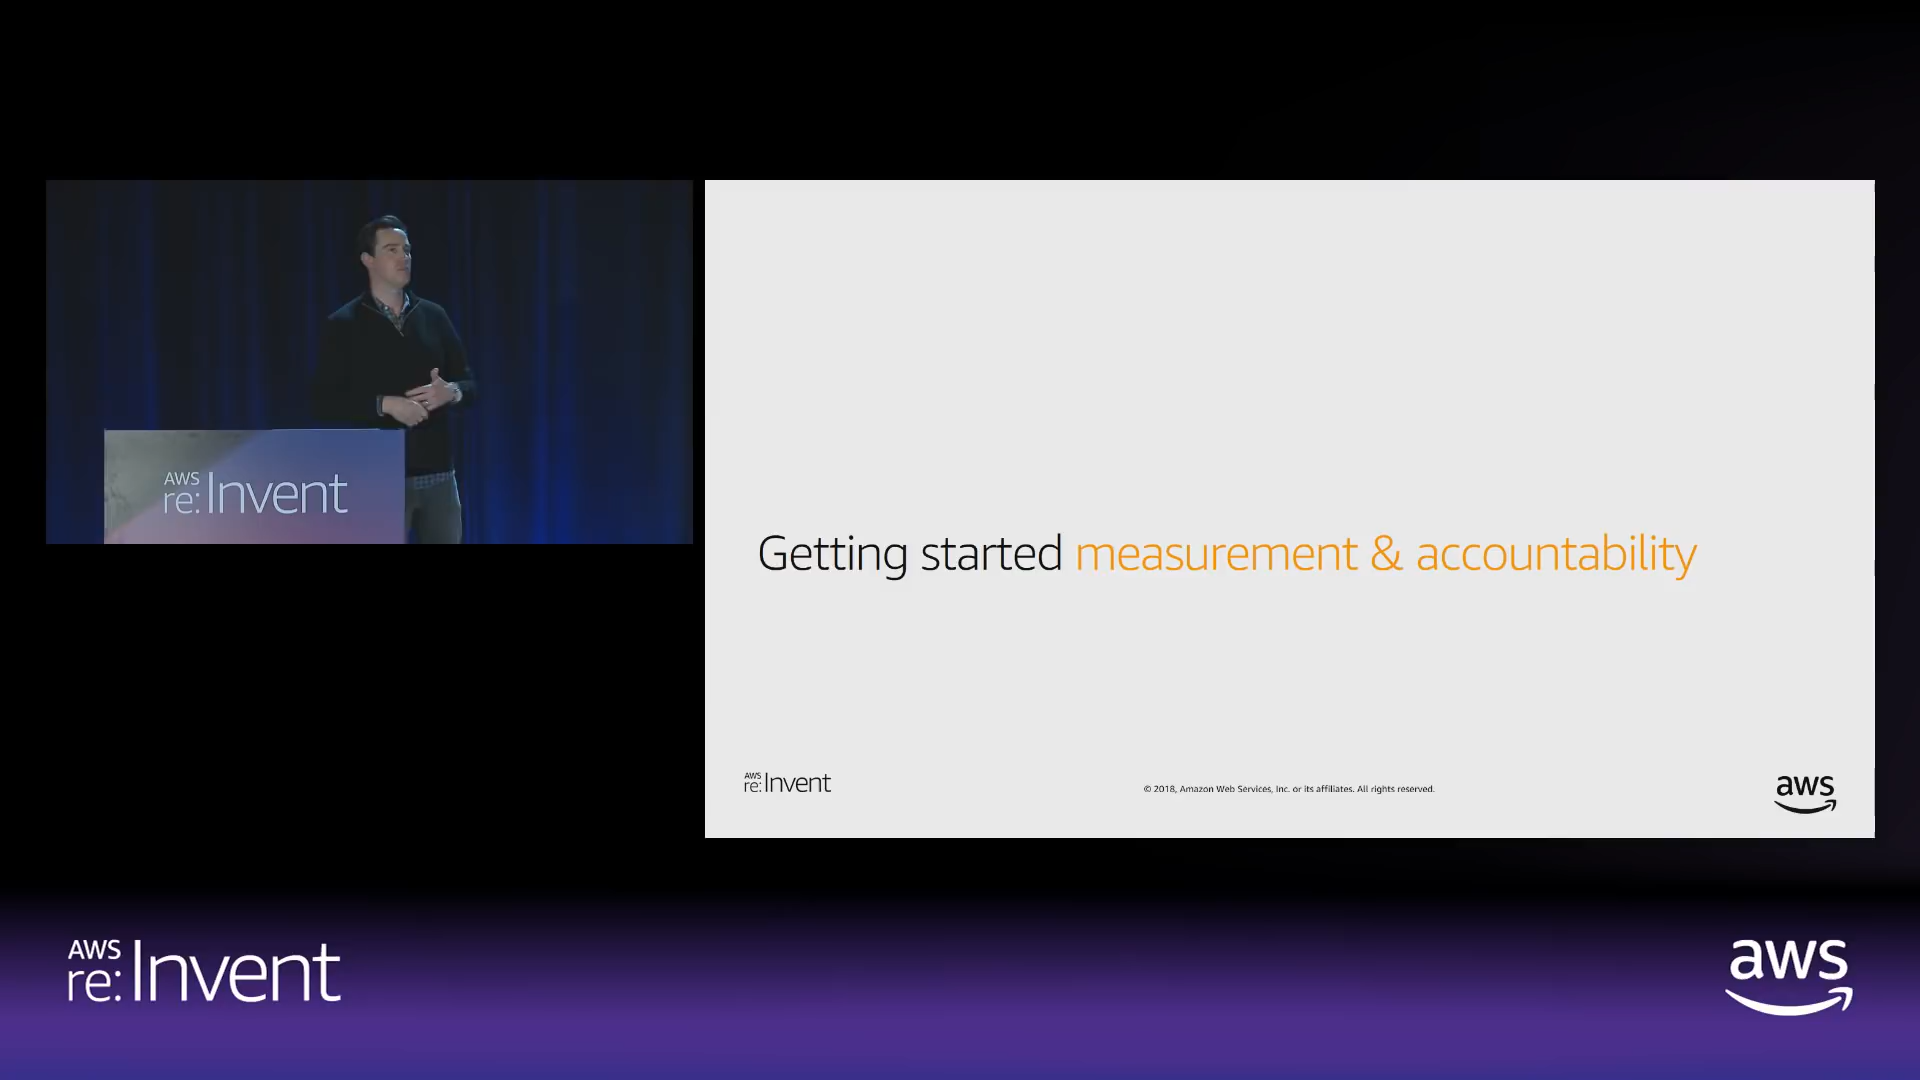 AWS
re:Invent
Getting started measurement & accountability
AWS
re:Invent
© 2018, Amazon Web Services, Inc. or its affiliates. All rights reserved.
aws
AWS
re:Invent
aws